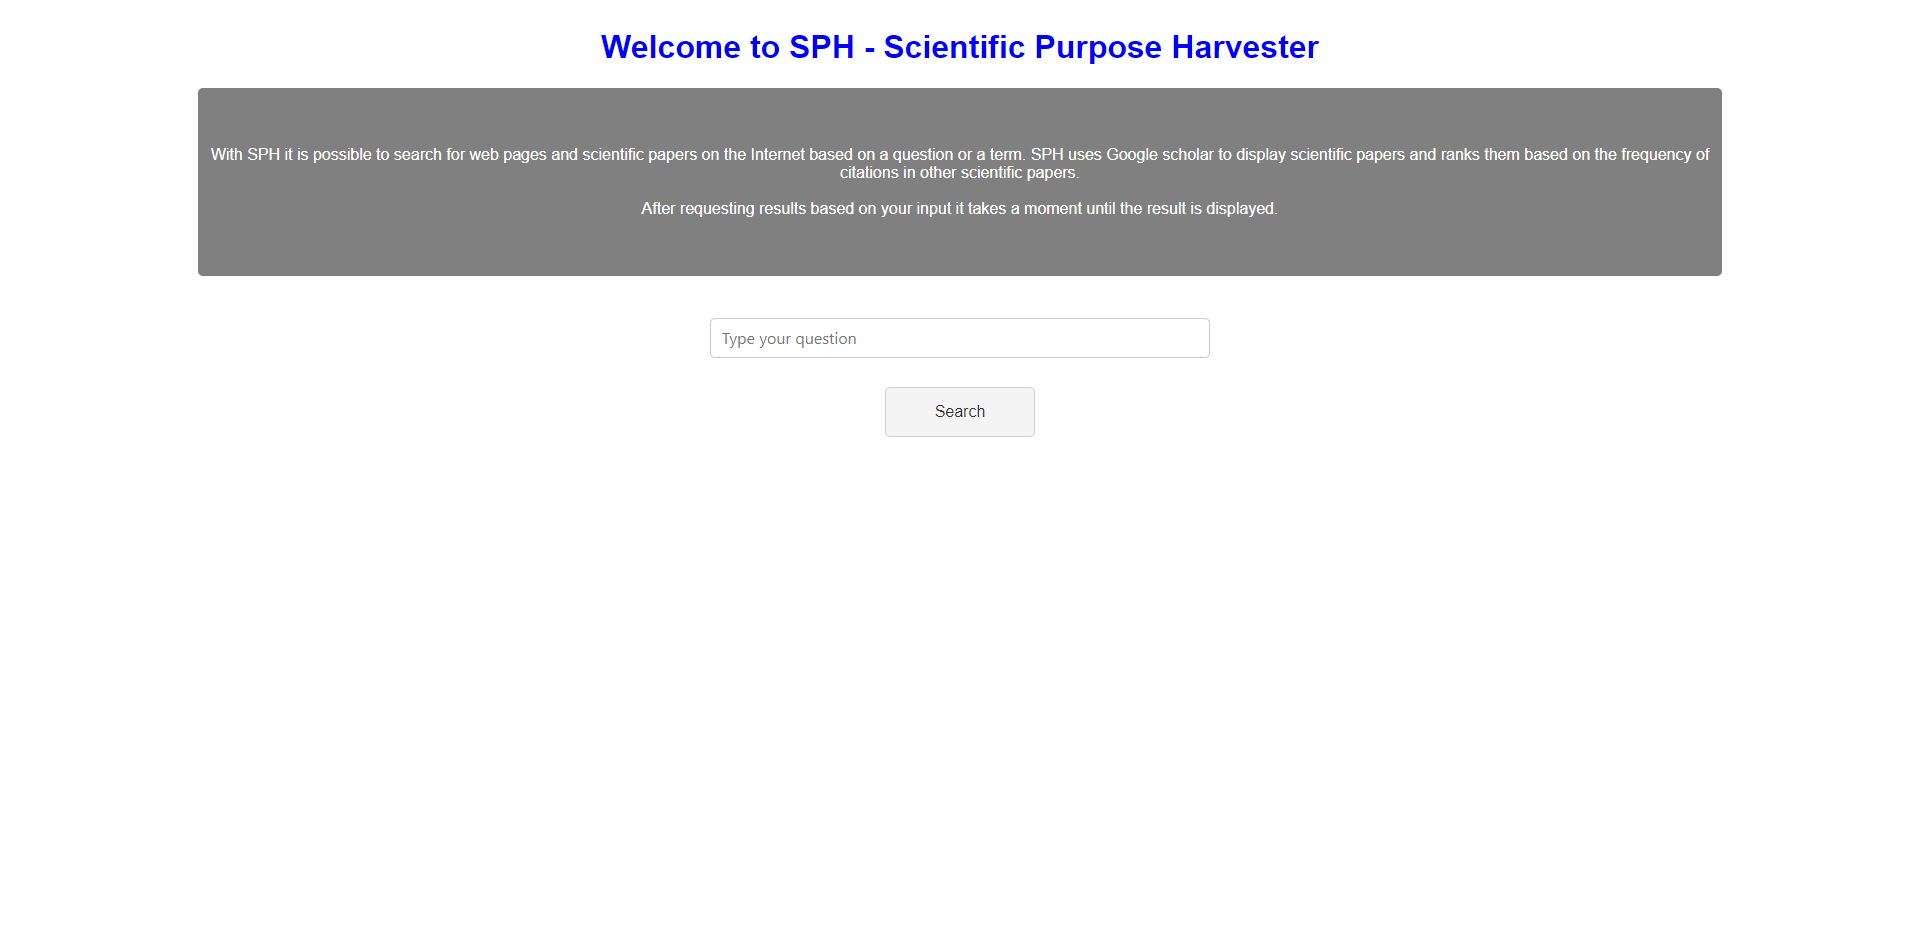 Welcome to SPH - Scientific Purpose Harvester
With SPH it is possible to search for web pages and scientific papers on the Internet based on a question or a term. SPH uses Google scholar to display scientific papers and ranks them based on the frequency of
citations in other scientific papers.
After requesting results based on your input it takes a moment until the result is displayed.
Type your question
Search